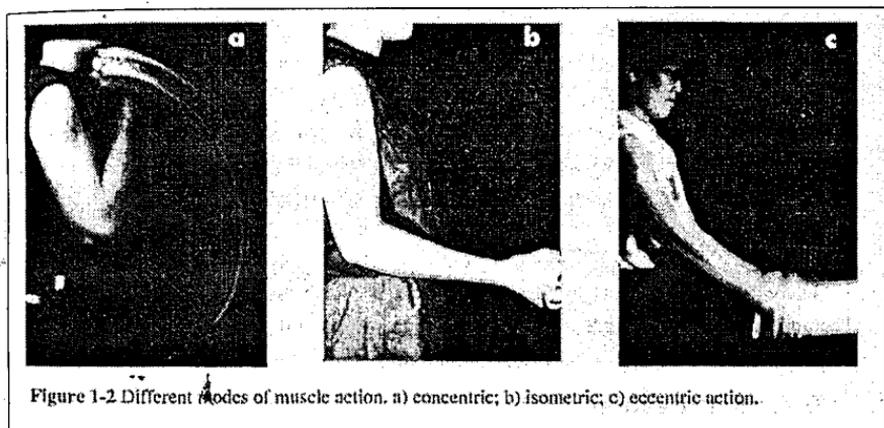 a
b
c
Figure 1-2 Different modes of muscle action. a) concentric; b) isometric; c) eccentric action.